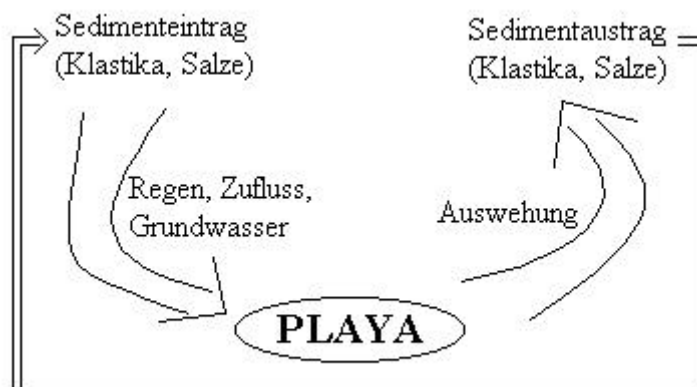 Sedimenteintrag
(Klastika, Salze)
Sedimentaustrag
(Klastika, Salze)
Regen, Zufluss,
Grundwasser
Auswehung
PLAYA